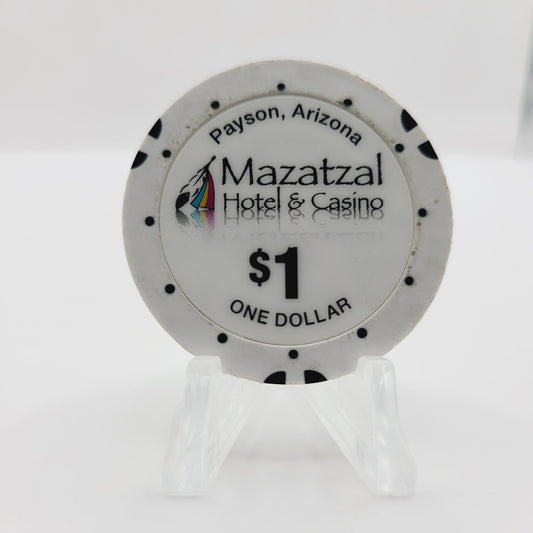 Payson, Arizona
Mazatzal
Hotel & Casino
$1
ONE DOLLAR